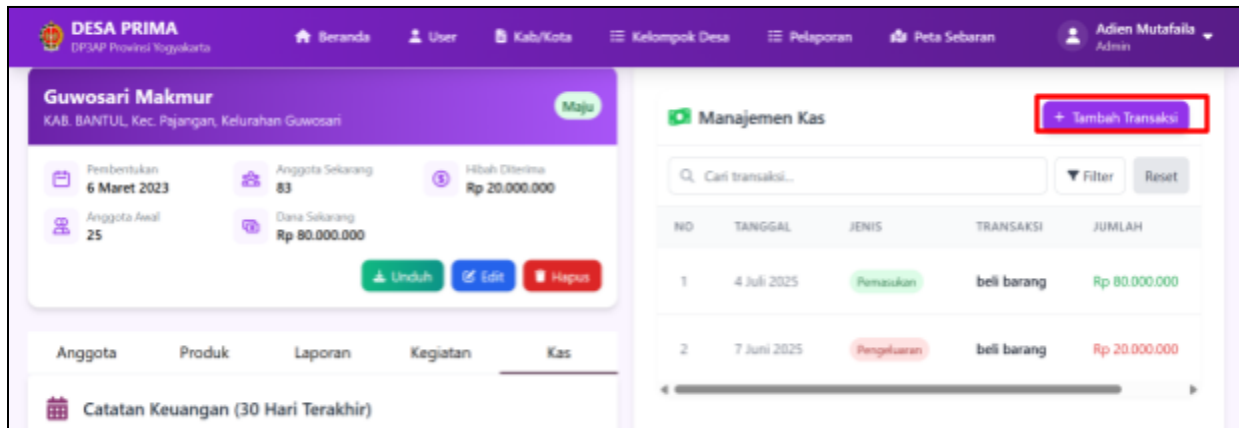 DESA PRIMA
DP3AP Provinsi Yogyakarta
Beranda
User
Kab/Kota
Kelompok Desa
Pelaporan
Peta Sebaran
Adien Mutafaila
Admin
Guwosari Makmur
KAB. BANTUL, Kec. Pajangan, Kelurahan Guwosari
Maju
Pembentukan
6 Maret 2023
Anggota Sekarang
83
Hibah Diterima
Rp 20.000.000
Anggota Awal
25
Dana Sekarang
Rp 80.000.000
Unduh
Edit
Hapus
Anggota Produk Laporan Kegiatan Kas
Catatan Keuangan (30 Hari Terakhir)
Manajemen Kas
+ Tambah Transaksi
Cari transaksi...
Filter
Reset
NO TANGGAL JENIS TRANSAKSI JUMLAH
1 4 Juli 2025 Pemasukan beli barang Rp 80.000.000
2 7 Juni 2025 Pengeluaran beli barang Rp 20.000.000